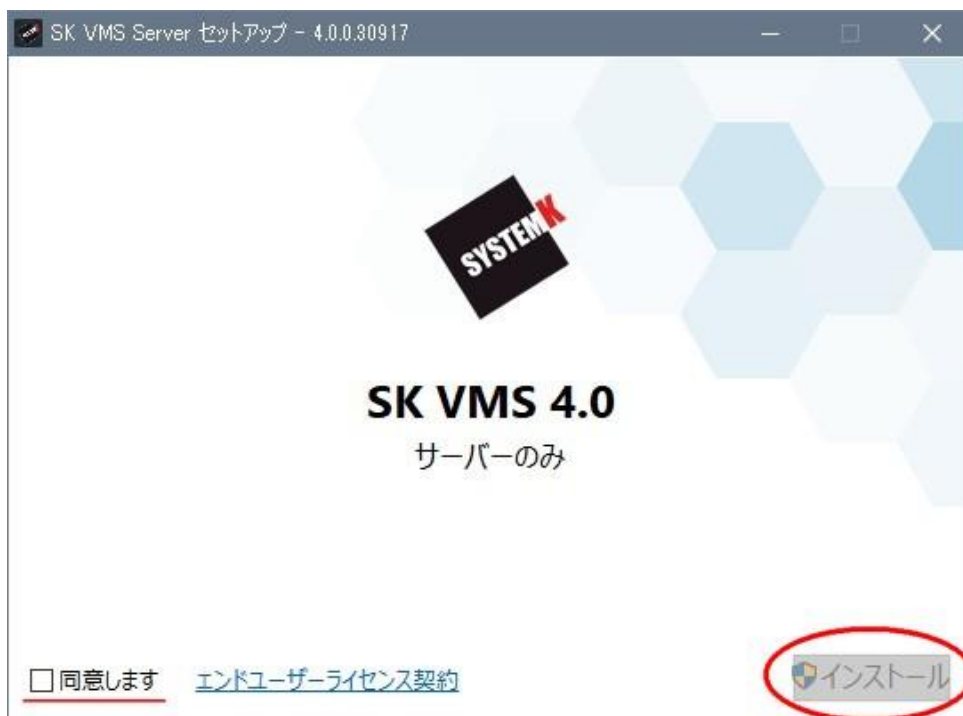 SK VMS Server セットアップ - 4.0.0.30917
SYSTEMK
SK VMS 4.0
サーバーのみ
同意します エンドユーザーライセンス契約 インストール